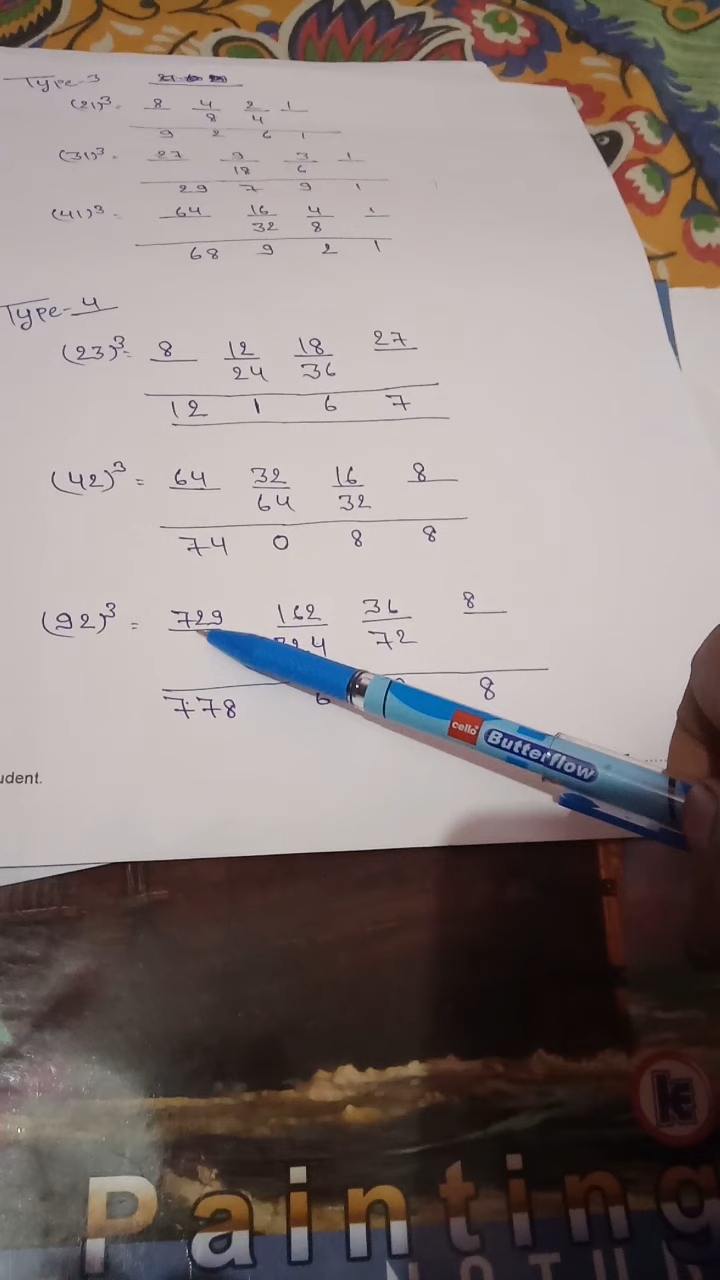 Type-3
(21)³= 8 4 2 1
8 4
9 2 6 1
(31)³= 27 9 3 1
18 6
29 7 9 1
(41)³= 64 16 4 1
32 8
68 9 2 1
Type-4
(23)³= 8 12 18 27
24 36
12 1 6 7
(42)³= 64 32 16 8
64 32
74 0 8 8
(92)³= 729 162 36 8
72
778 8
udent.
cello Butterflow
Painting